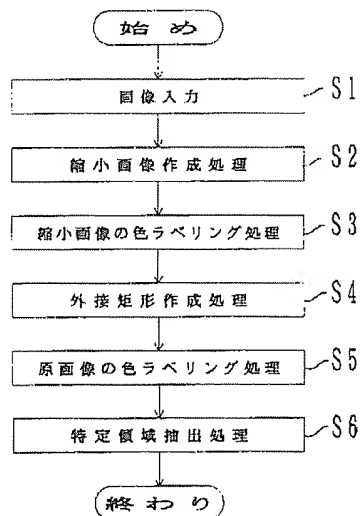 始め
画像入力 S1
縮小画像作成処理 S2
縮小画像の色ラベリング処理 S3
外接矩形作成処理 S4
原画像の色ラベリング処理 S5
特定領域抽出処理 S6
終わり